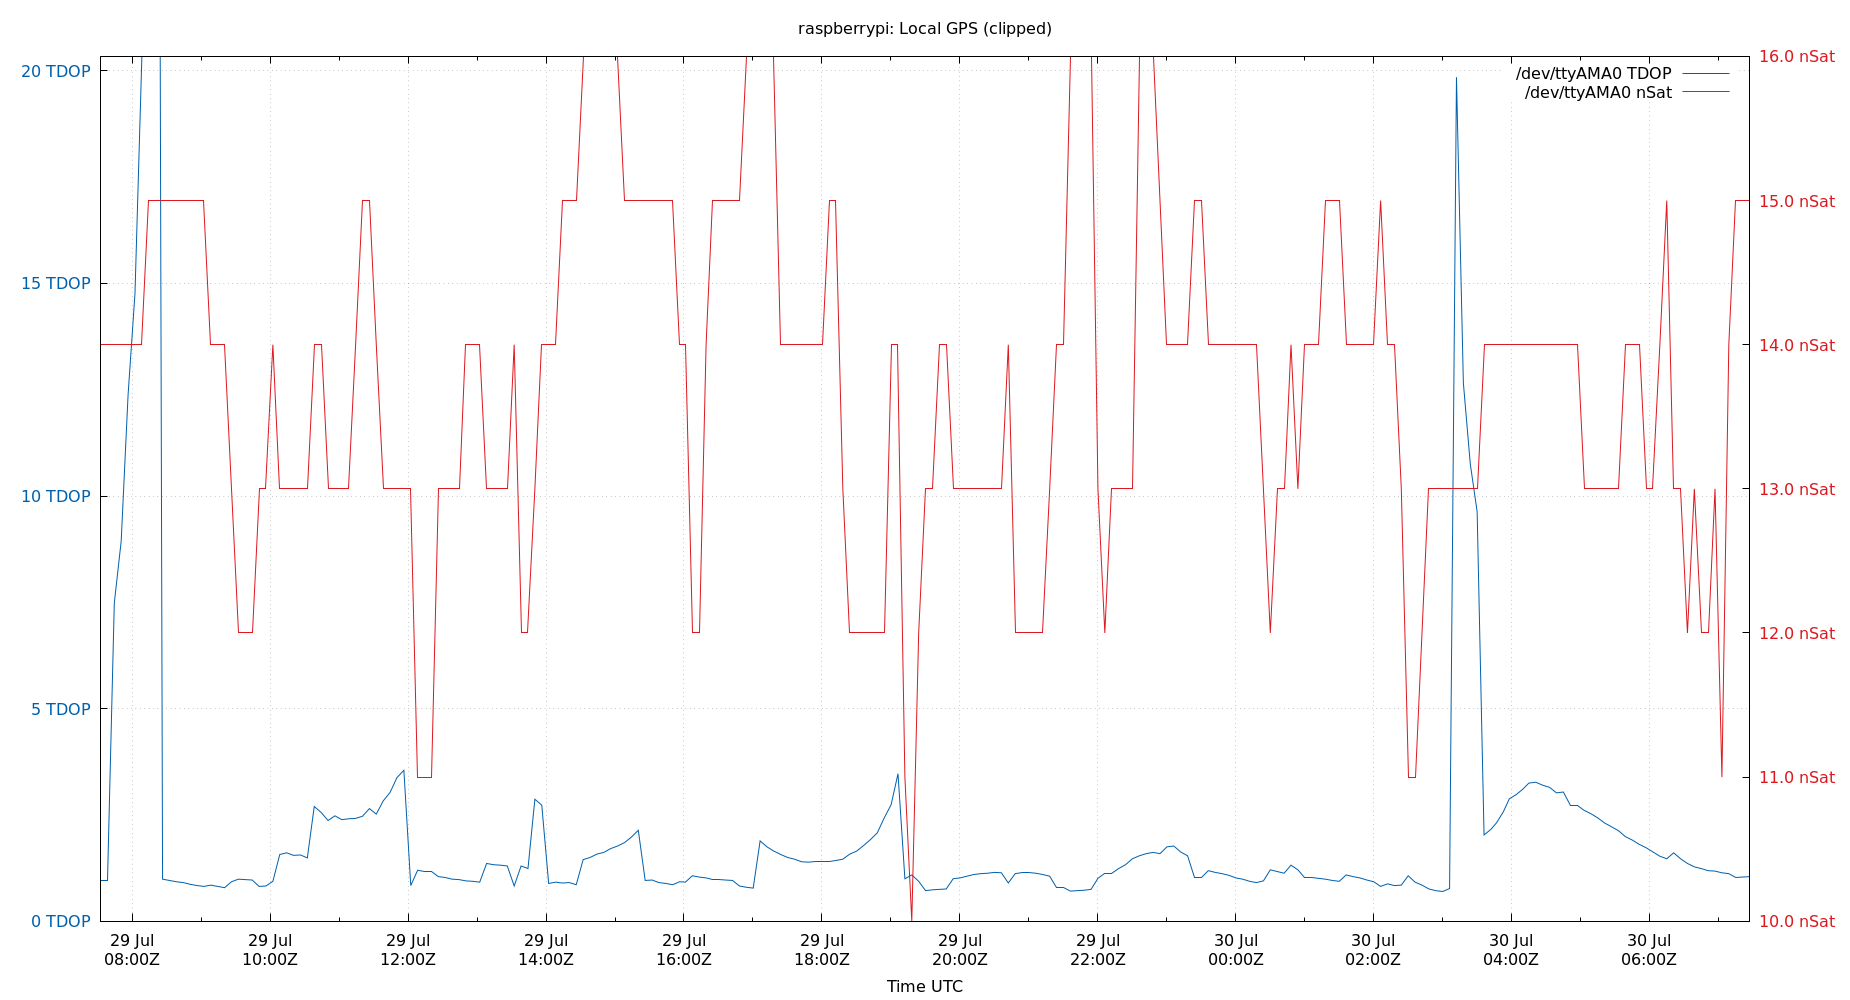 raspberrypi: Local GPS (clipped)
20 TDOP
15 TDOP
10 TDOP
5 TDOP
0 TDOP
16.0 nSat
15.0 nSat
14.0 nSat
13.0 nSat
12.0 nSat
11.0 nSat
10.0 nSat
/dev/ttyAMA0 TDOP
/dev/ttyAMA0 nSat
29 Jul 29 Jul 29 Jul 29 Jul 29 Jul 29 Jul 29 Jul 29 Jul 30 Jul 30 Jul 30 Jul 30 Jul
08:00Z 10:00Z 12:00Z 14:00Z 16:00Z 18:00Z 20:00Z 22:00Z 00:00Z 02:00Z 04:00Z 06:00Z
Time UTC